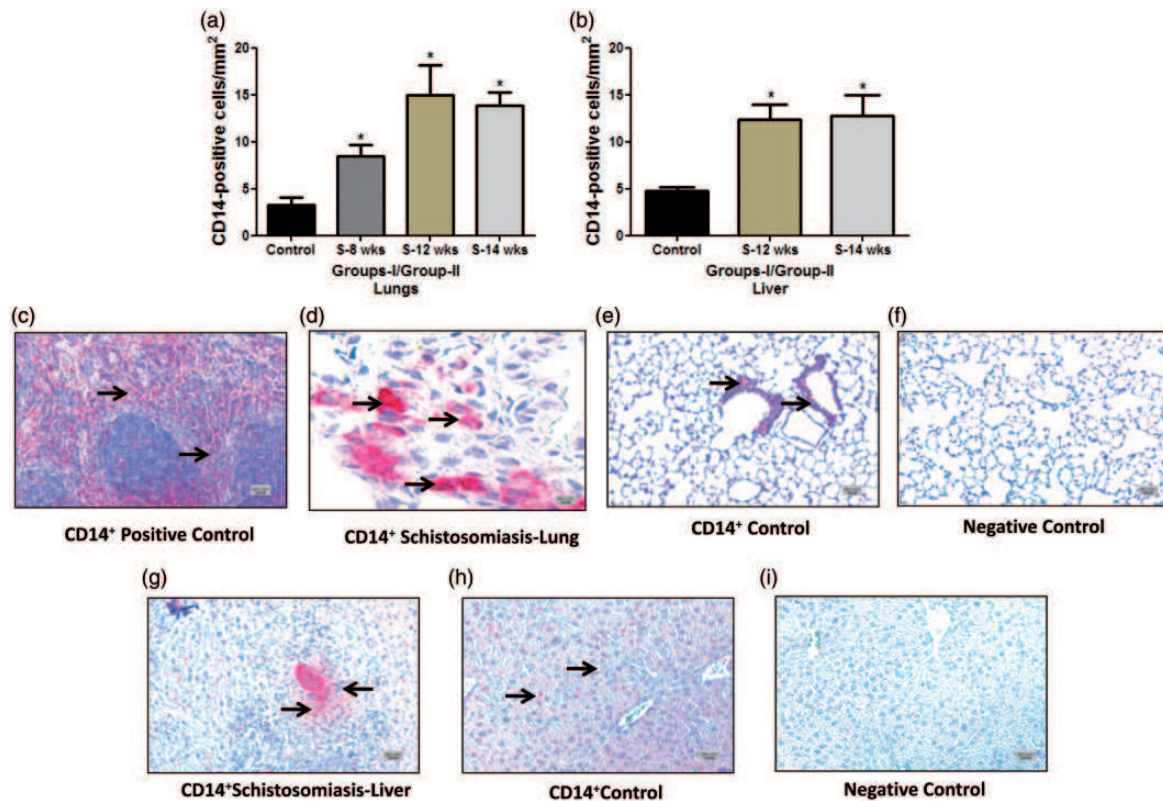 (a)
CD14-positive cells/mm²
20
15
10
5
0
*
*
*
Control
S-8 wks
S-12 wks
S-14 wks
Groups-I/Group-II
Lungs
(b)
CD14-positive cells/mm²
20
15
10
5
0
*
*
Control
S-12 wks
S-14 wks
Groups-I/Group-II
Liver
(c)
CD14⁺ Positive Control
(d)
CD14⁺ Schistosomiasis-Lung
(e)
CD14⁺ Control
(f)
Negative Control
(g)
CD14⁺Schistosomiasis-Liver
(h)
CD14⁺Control
(i)
Negative Control